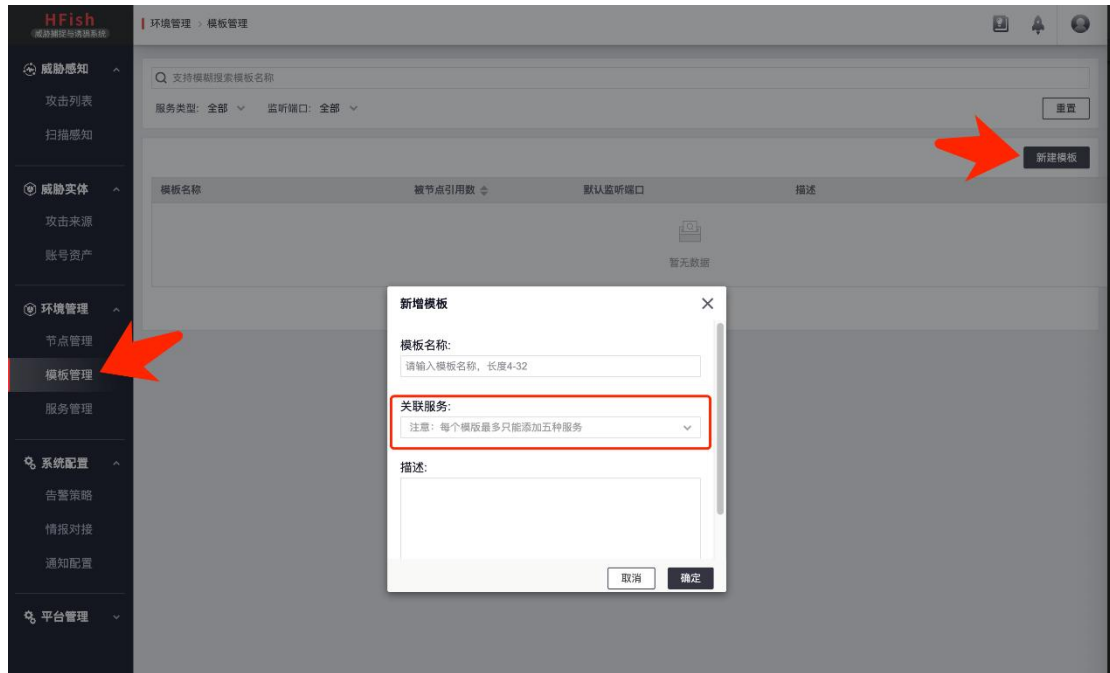 HFish
威胁捕捉与诱骗系统
环境管理 > 模板管理
威胁感知
攻击列表
扫描感知
威胁实体
攻击来源
账号资产
环境管理
节点管理
模板管理
服务管理
系统配置
告警策略
情报对接
通知配置
平台管理
支持模糊搜索模板名称
服务类型: 全部 监听端口: 全部
重置
新建模板
模板名称 被节点引用数 默认监听端口 描述
暂无数据
新增模板
模板名称:
请输入模板名称，长度4-32
关联服务:
注意：每个模版最多只能添加五种服务
描述:
取消 确定